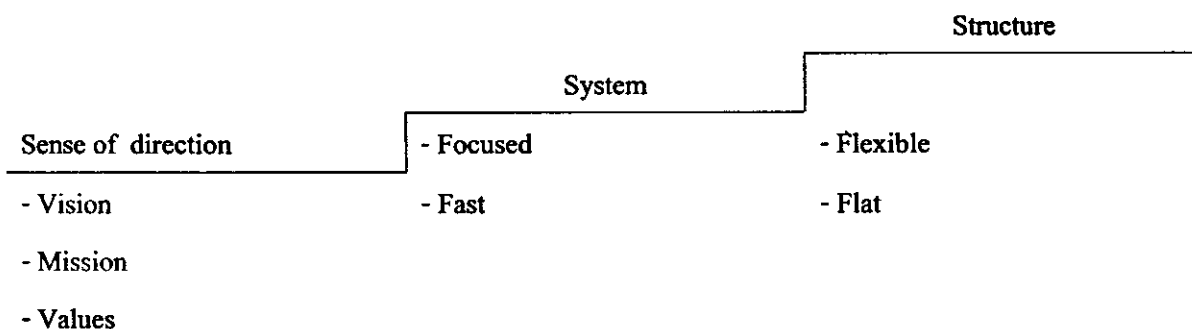 Structure
System
Sense of direction - Focused - Flexible
- Vision - Fast - Flat
- Mission
- Values